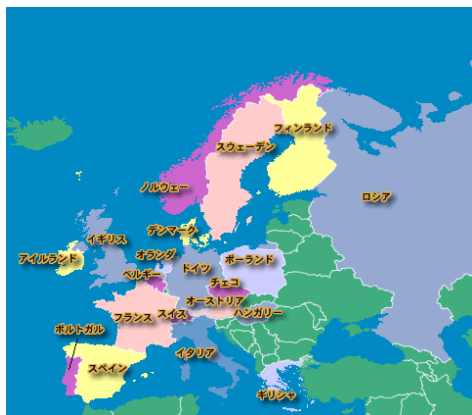 フィンランド
スウェーデン
ノルウェー
ロシア
デンマーク
イギリス
オランダ
アイルランド
ポーランド
ドイツ
ベルギー
チェコ
オーストリア
フランス
スイス
ハンガリー
ポルトガル
イタリア
スペイン
ギリシャ